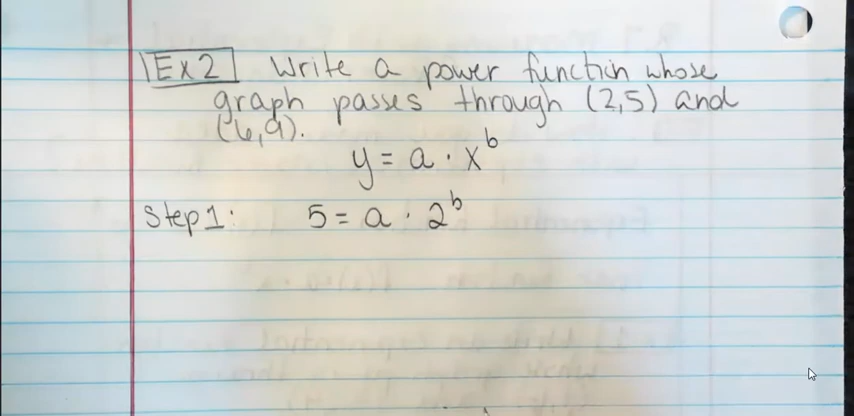 Ex 2 Write a power function whose
graph passes through (2,5) and
(6,9).
y = a · x^b
Step 1: 5 = a · 2^b